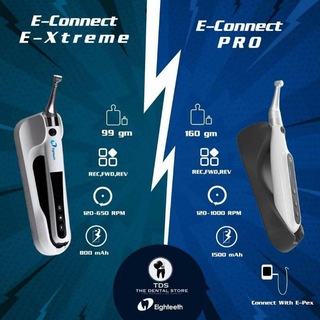 E-Connect
E-Xtreme
99 gm
REC,FWD,REV
120-650 RPM
800 mAh
E-Connect
PRO
160 gm
REC,FWD,REV
120-1000 RPM
1500 mAh
Connect With E-Pex
TDS
THE DENTAL STORE
Eighteeth